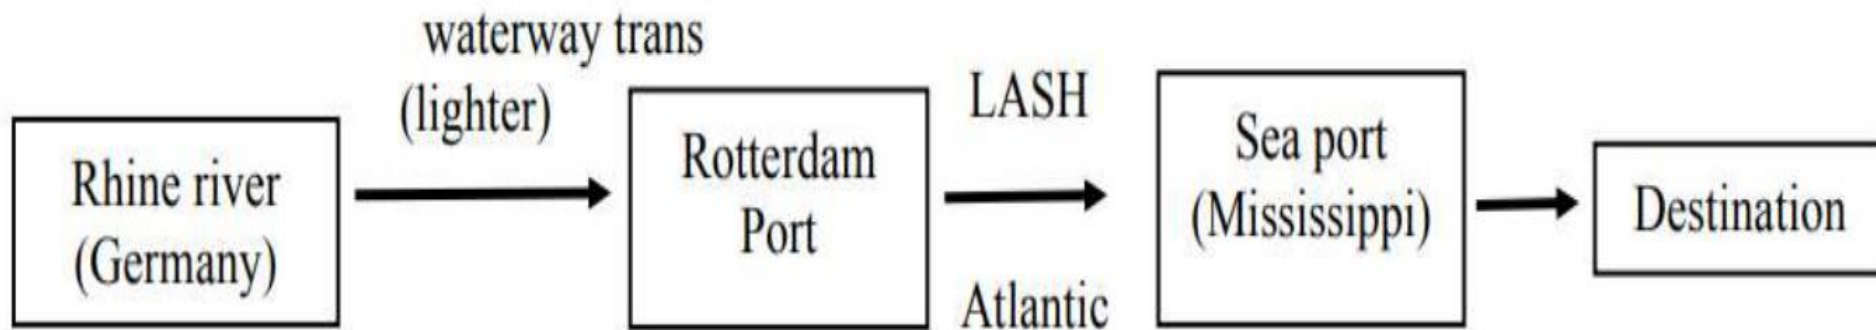 waterway trans
(lighter)
Rhine river
(Germany)
Rotterdam
Port
LASH
Atlantic
Sea port
(Mississippi)
Destination